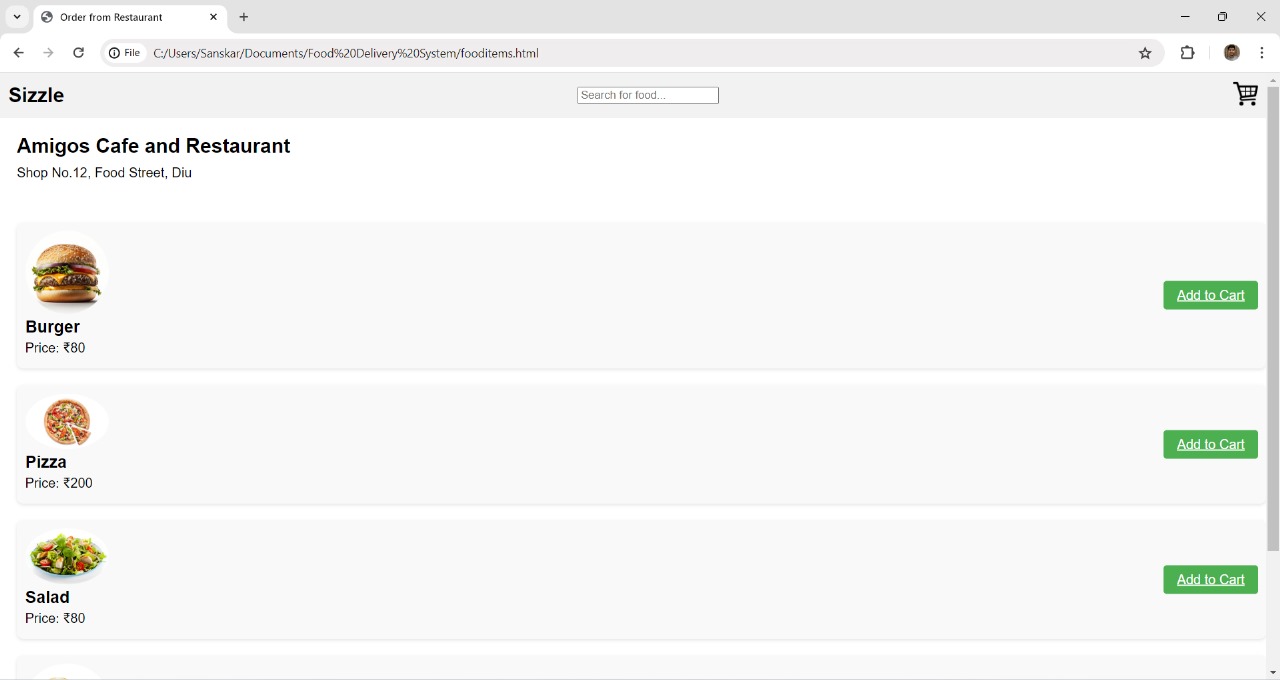 Order from Restaurant
File C:/Users/Sanskar/Documents/Food%20Delivery%20System/fooditems.html
Sizzle
Search for food...
Amigos Cafe and Restaurant
Shop No.12, Food Street, Diu
Burger
Price: ₹80
Add to Cart
Pizza
Price: ₹200
Add to Cart
Salad
Price: ₹80
Add to Cart